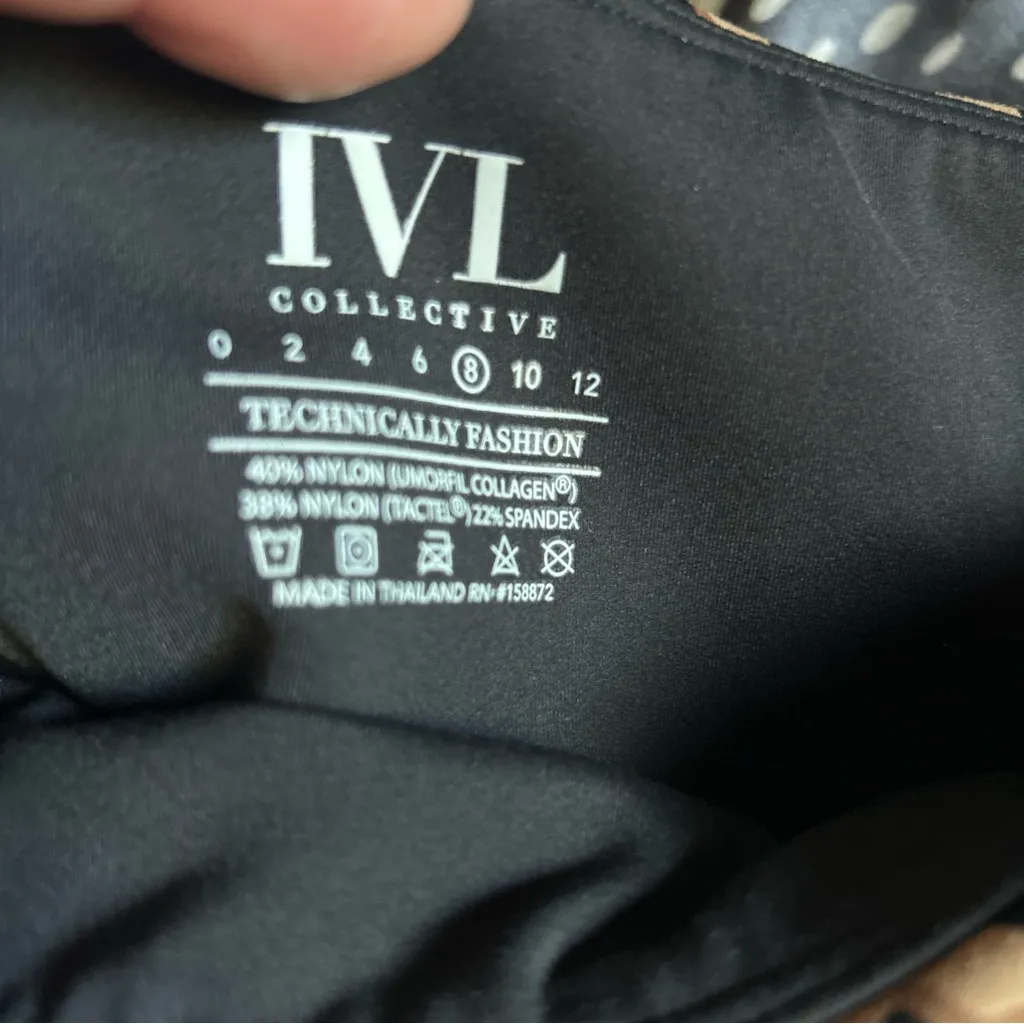 IVL
COLLECTIVE
0 2 4 6 8 10 12
TECHNICALLY FASHION
40% NYLON (UMORFIL COLLAGEN®)
38% NYLON (TACTEL®) 22% SPANDEX
MADE IN THAILAND RN #158872